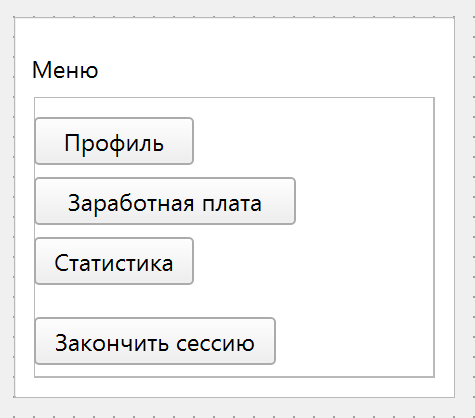 Меню
Профиль
Заработная плата
Статистика
Закончить сессию